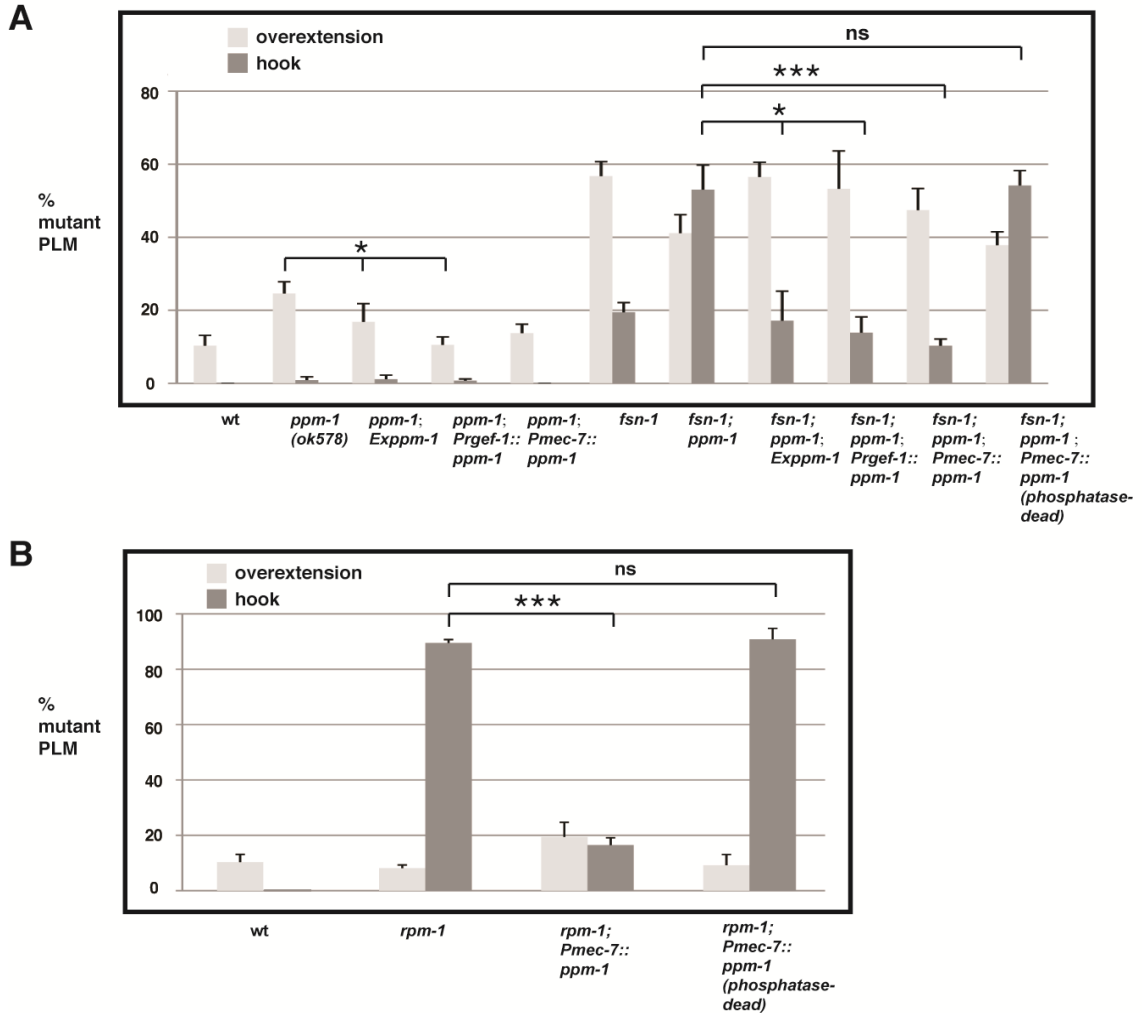 A
overextension
hook
ns
***
*
*
80
60
40
20
0
%
mutant
PLM
wt
ppm-1
(ok578)
ppm-1;
Exppm-1
ppm-1;
Prgef-1::
ppm-1
ppm-1;
Pmec-7::
ppm-1
fsn-1
fsn-1;
ppm-1
fsn-1;
ppm-1;
Exppm-1
fsn-1;
ppm-1;
Prgef-1::
ppm-1
fsn-1;
ppm-1;
Pmec-7::
ppm-1
fsn-1;
ppm-1 ;
Pmec-7::
ppm-1
(phosphatase-
dead)
B
overextension
hook
ns
***
100
80
60
40
20
0
%
mutant
PLM
wt
rpm-1
rpm-1;
Pmec-7::
ppm-1
rpm-1;
Pmec-7::
ppm-1
(phosphatase-
dead)